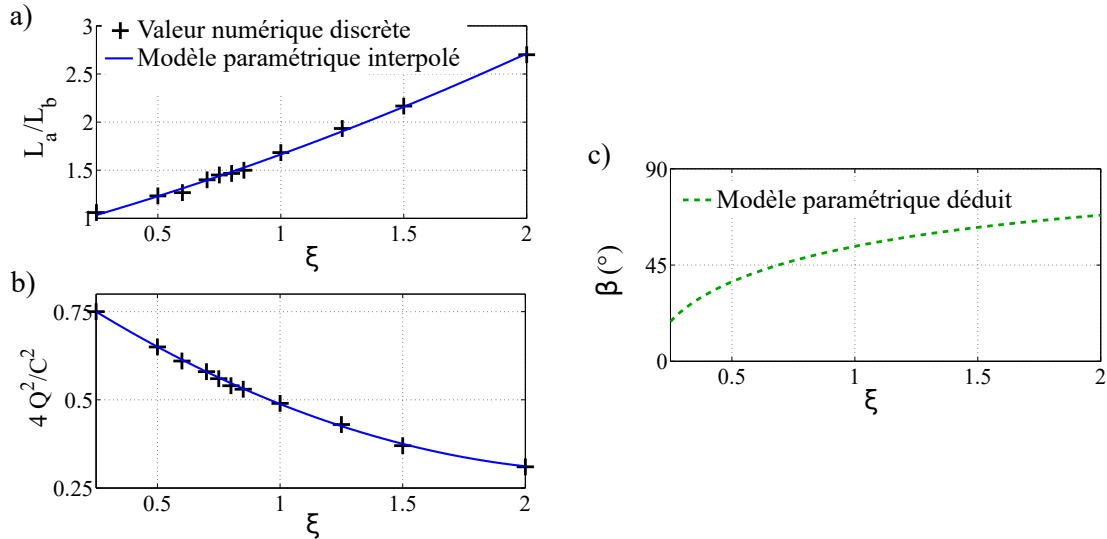 a)
3
2.5
2
1.5
1
L_a/L_b
Valeur numérique discrète
Modèle paramétrique interpolé
0.5
1
1.5
2
ξ
b)
0.75
0.5
0.25
4 Q²/C²
0.5
1
1.5
2
ξ
c)
90
45
0
β (°)
Modèle paramétrique déduit
0.5
1
1.5
2
ξ